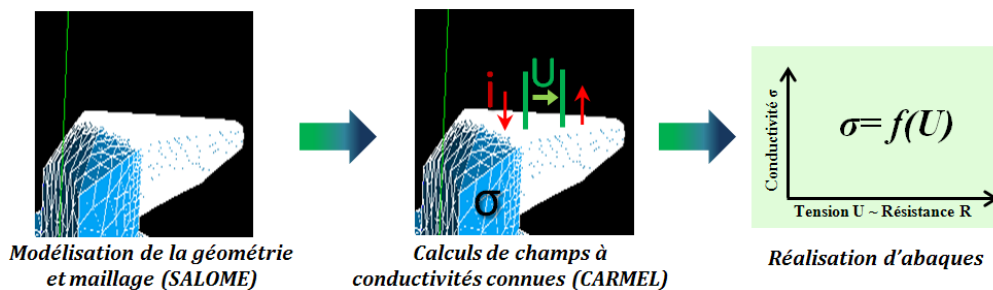 i
U
σ
Conductivité σ
σ= f(U)
Tension U ~ Résistance R
Modélisation de la géométrie
et maillage (SALOME)
Calculs de champs à
conductivités connues (CARMEL)
Réalisation d'abaques